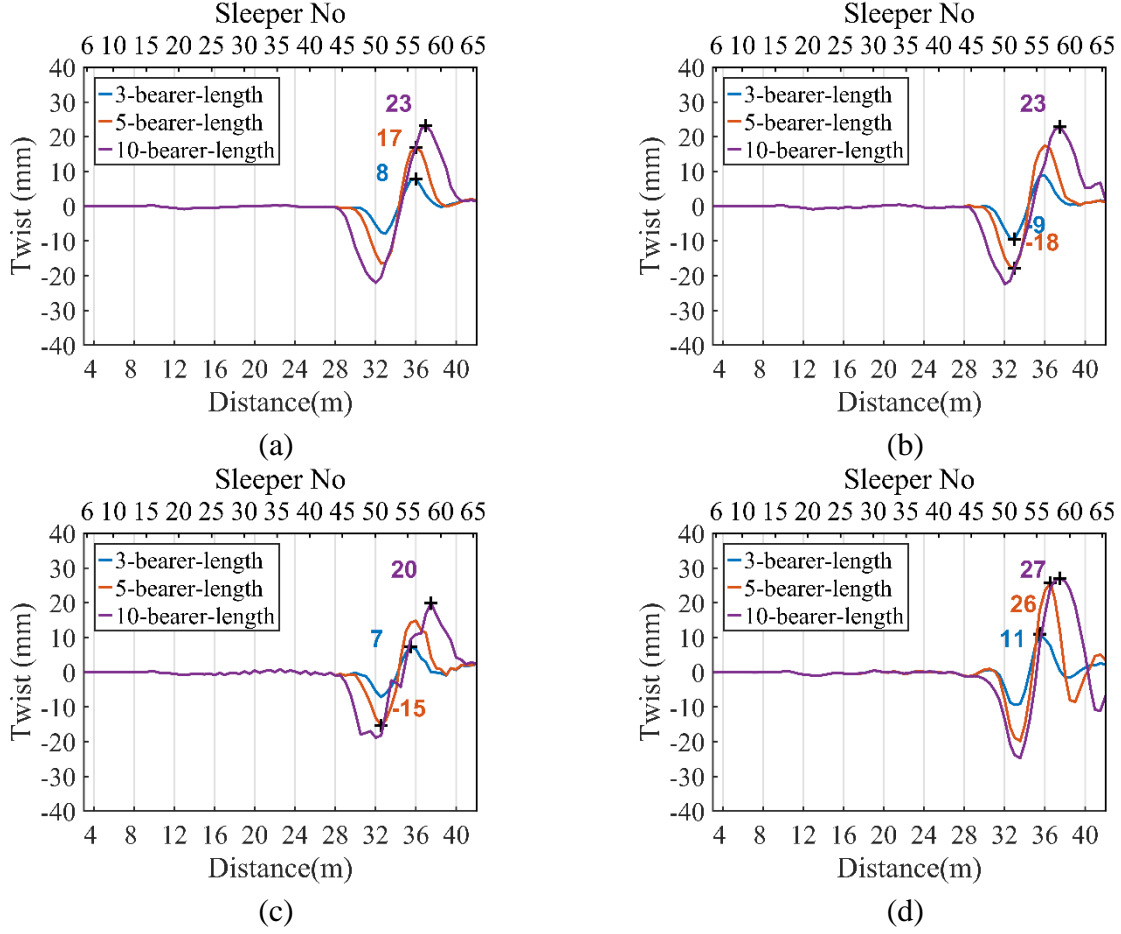 Sleeper No
6 10 15 20 25 30 35 40 45 50 55 60 65
40
30
20
10
0
-10
-20
-30
-40
Twist (mm)
3-bearer-length
5-bearer-length
10-bearer-length
23
17
8
4 8 12 16 20 24 28 32 36 40
Distance(m)
(a)
Sleeper No
6 10 15 20 25 30 35 40 45 50 55 60 65
40
30
20
10
0
-10
-20
-30
-40
Twist (mm)
3-bearer-length
5-bearer-length
10-bearer-length
23
-9
-18
4 8 12 16 20 24 28 32 36 40
Distance(m)
(b)
Sleeper No
6 10 15 20 25 30 35 40 45 50 55 60 65
40
30
20
10
0
-10
-20
-30
-40
Twist (mm)
3-bearer-length
5-bearer-length
10-bearer-length
20
7
-15
4 8 12 16 20 24 28 32 36 40
Distance(m)
(c)
Sleeper No
6 10 15 20 25 30 35 40 45 50 55 60 65
40
30
20
10
0
-10
-20
-30
-40
Twist (mm)
3-bearer-length
5-bearer-length
10-bearer-length
27
26
11
4 8 12 16 20 24 28 32 36 40
Distance(m)
(d)